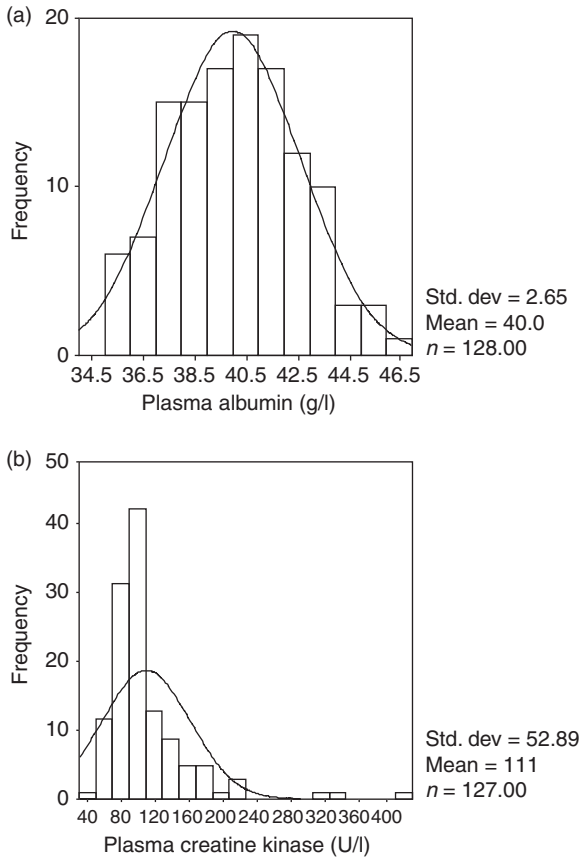 (a)
20
10
0
Frequency
34.5 36.5 38.5 40.5 42.5 44.5 46.5
Plasma albumin (g/l)
Std. dev = 2.65
Mean = 40.0
n = 128.00
(b)
50
40
30
20
10
0
Frequency
40 80 120 160 200 240 280 320 360 400
Plasma creatine kinase (U/l)
Std. dev = 52.89
Mean = 111
n = 127.00